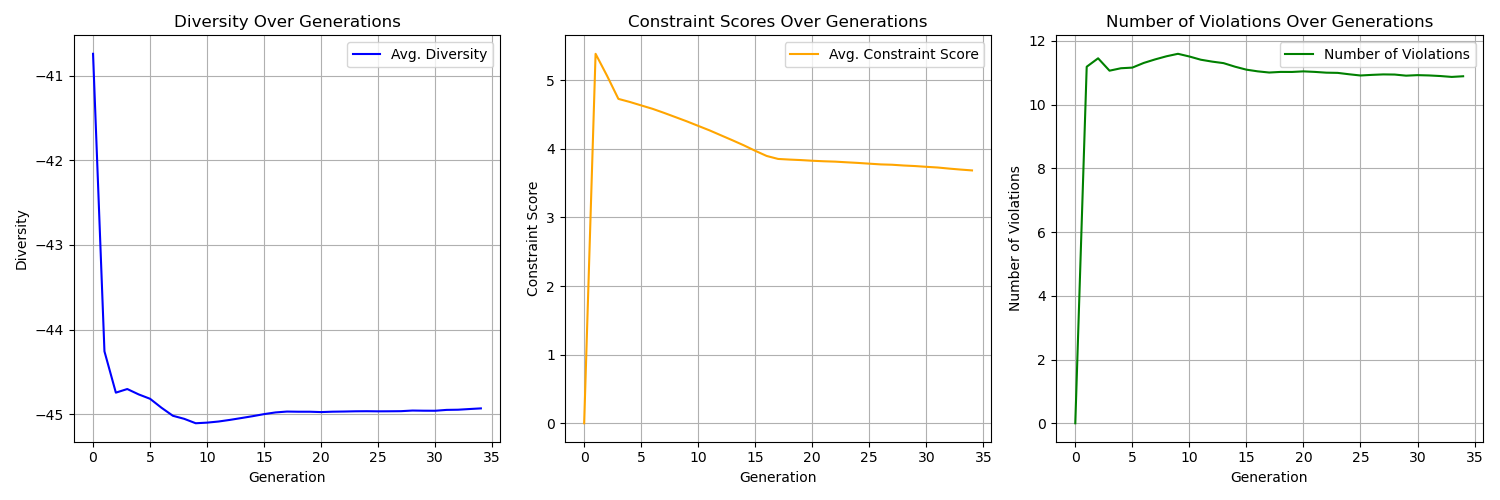 Diversity Over Generations
Avg. Diversity
Diversity
−41
−42
−43
−44
−45
0 5 10 15 20 25 30 35
Generation
Constraint Scores Over Generations
Avg. Constraint Score
Constraint Score
5
4
3
2
1
0
0 5 10 15 20 25 30 35
Generation
Number of Violations Over Generations
Number of Violations
Number of Violations
12
10
8
6
4
2
0
0 5 10 15 20 25 30 35
Generation